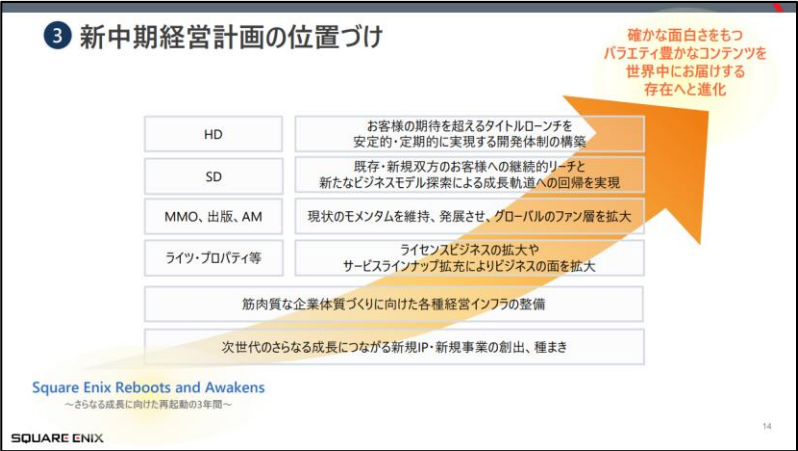 3 新中期経営計画の位置づけ
確かな面白さをもつ
バラエティ豊かなコンテンツを
世界中にお届けする
存在へと進化
HD
お客様の期待を超えるタイトルローンチを
安定的・定期的に実現する開発体制の構築
SD
既存・新規双方のお客様への継続的リーチと
新たなビジネスモデル探索による成長軌道への回帰を実現
MMO、出版、AM
現状のモメンタムを維持、発展させ、グローバルのファン層を拡大
ライツ・プロパティ等
ライセンスビジネスの拡大や
サービスラインナップ拡充によりビジネスの面を拡大
筋肉質な企業体質づくりに向けた各種経営インフラの整備
次世代のさらなる成長につながる新規IP・新規事業の創出、種まき
Square Enix Reboots and Awakens
～さらなる成長に向けた再起動の3年間～
SQUARE ENIX
14